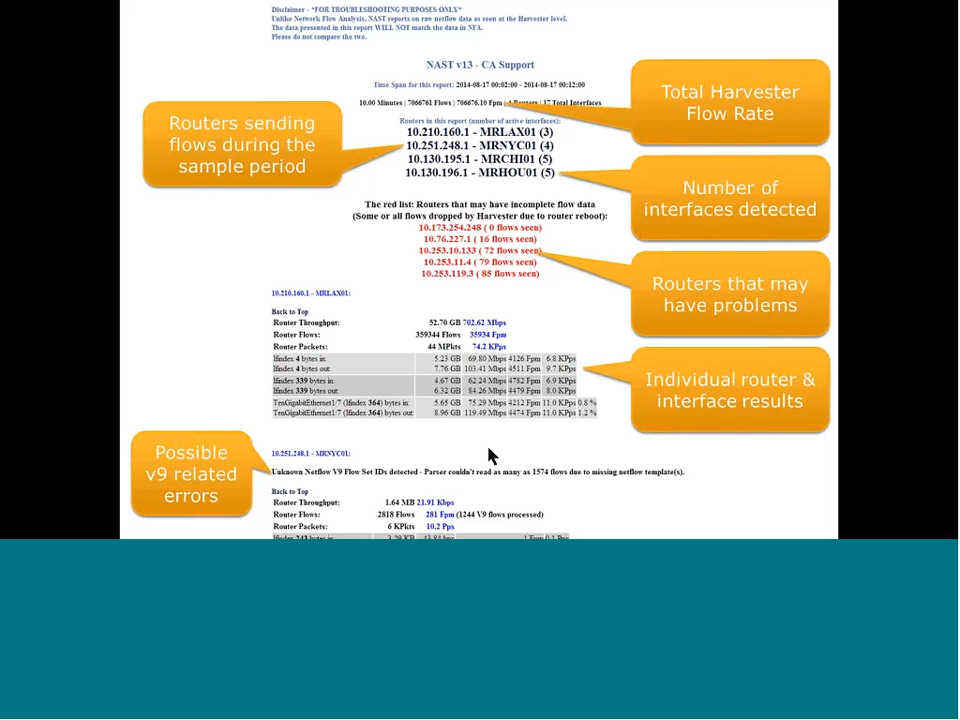 Disclaimer - *FOR TROUBLESHOOTING PURPOSES ONLY*
Unlike Network Flow Analysis, NAST reports on raw netflow data as seen at the Harvester level.
The data presented in this report WILL NOT match the data in NFA.
Please do not compare the two.
NAST v13 - CA Support
Time Span for this report: 2014-08-17 00:02:00 - 2014-08-17 00:12:00
10.00 Minutes | 7066761 Flows | 706676.10 Fpm | 4 Routers | 17 Total Interfaces
Total Harvester
Flow Rate
Routers sending
flows during the
sample period
Routers in this report (number of active interfaces):
10.210.160.1 - MRLAX01 (3)
10.251.248.1 - MRNYC01 (4)
10.130.195.1 - MRCHI01 (5)
10.130.196.1 - MRHOU01 (5)
Number of
interfaces detected
The red list: Routers that may have incomplete flow data
(Some or all flows dropped by Harvester due to router reboot):
10.173.254.248 ( 0 flows seen)
10.76.227.1 ( 16 flows seen)
10.253.10.133 ( 72 flows seen)
10.253.11.4 ( 79 flows seen)
10.253.119.3 ( 85 flows seen)
Routers that may
have problems
10.210.160.1 - MRLAX01:
Back to Top
Router Throughput: 52.70 GB 702.62 Mbps
Router Flows: 359344 Flows 35934 Fpm
Router Packets: 44 MPkts 74.2 KPps
Ifindex 4 bytes in: 5.23 GB 69.80 Mbps 4126 Fpm 6.8 KPps
Ifindex 4 bytes out: 7.76 GB 103.41 Mbps 4511 Fpm 9.7 KPps
Ifindex 339 bytes in: 4.67 GB 62.24 Mbps 4782 Fpm 6.9 KPps
Ifindex 339 bytes out: 6.32 GB 84.26 Mbps 4479 Fpm 8.0 KPps
TenGigabitEthernet1/7 (Ifindex 364) bytes in: 5.65 GB 75.29 Mbps 4212 Fpm 11.0 KPps 0.8 %
TenGigabitEthernet1/7 (Ifindex 364) bytes out: 8.96 GB 119.49 Mbps 4474 Fpm 11.0 KPps 1.2 %
Individual router &
interface results
Possible
v9 related
errors
10.251.248.1 - MRNYC01:
Unknown Netflow V9 Flow Set IDs detected - Parser couldn't read as many as 1574 flows due to missing netflow template(s).
Back to Top
Router Throughput: 1.64 MB 21.91 Kbps
Router Flows: 2818 Flows 281 Fpm (1244 V9 flows processed)
Router Packets: 6 KPkts 10.2 Pps